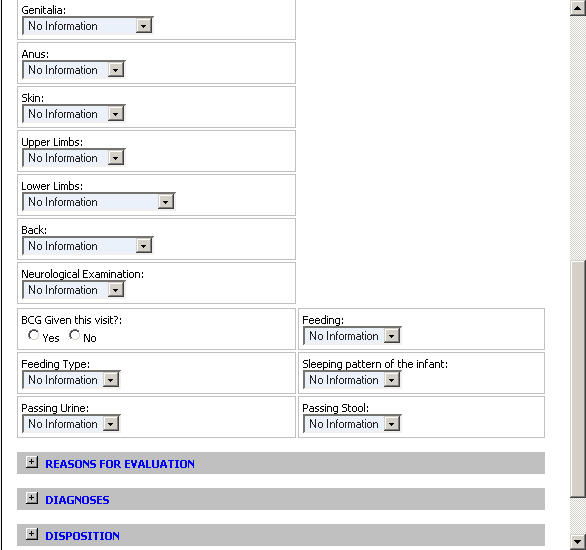 Genitalia:
No Information
Anus:
No Information
Skin:
No Information
Upper Limbs:
No Information
Lower Limbs:
No Information
Back:
No Information
Neurological Examination:
No Information
BCG Given this visit?:
Yes No
Feeding:
No Information
Feeding Type:
No Information
Sleeping pattern of the infant:
No Information
Passing Urine:
No Information
Passing Stool:
No Information
REASONS FOR EVALUATION
DIAGNOSES
DISPOSITION